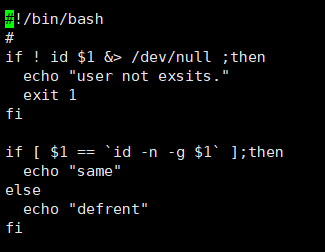 #!/bin/bash
#
if ! id $1 &> /dev/null ;then
  echo "user not exsits."
  exit 1
fi

if [ $1 == `id -n -g $1` ];then
  echo "same"
else
  echo "defrent"
fi